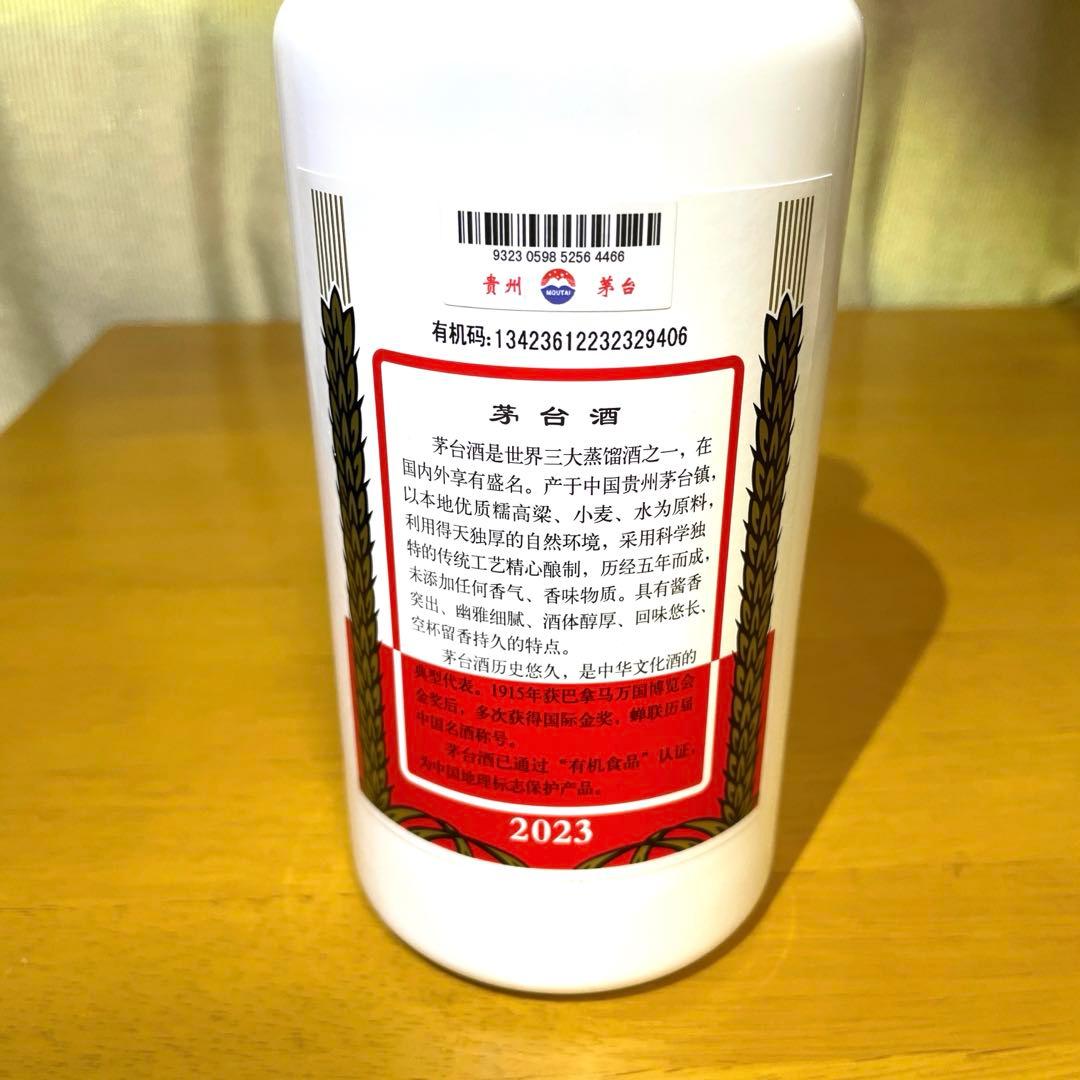 9323 0598 5256 4466
貴州 MOUTAI 茅台
有机码:13423612232329406
茅台酒
茅台酒是世界三大蒸馏酒之一，在
国内外享有盛名。产于中国贵州茅台镇，
以本地优质糯高粱、小麦、水为原料，
利用得天独厚的自然环境，采用科学独
特的传统工艺精心酿制，历经五年而成，
未添加任何香气、香味物质。具有酱香
突出、幽雅细腻、酒体醇厚、回味悠长、
空杯留香持久的特点。
茅台酒历史悠久，是中华文化酒的
典型代表。1915年获巴拿马万国博览会
金奖后，多次获得国际金奖，蝉联历届
中国名酒称号。
茅台酒已通过“有机食品”认证，
为中国地理标志保护产品。
2023